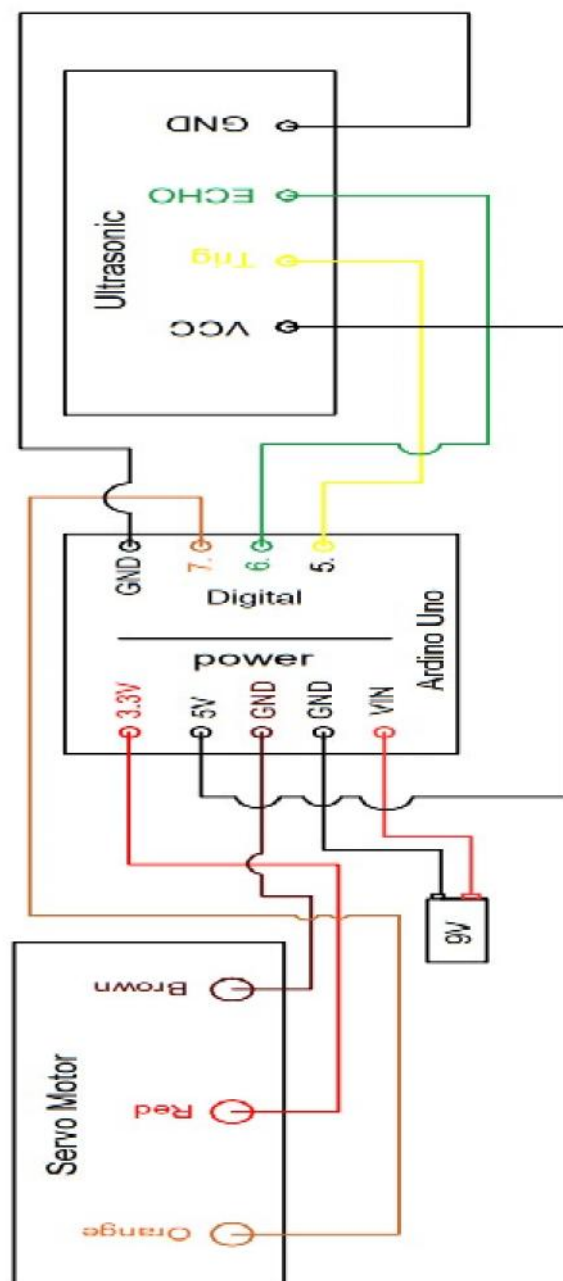 Ultrasonic
GND
ECHO
Trig
VCC
GND
7.
6.
5.
Digital
power
Ardino Uno
3.3V
5V
GND
GND
VIN
9V
Servo Motor
Brown
Red
Orange